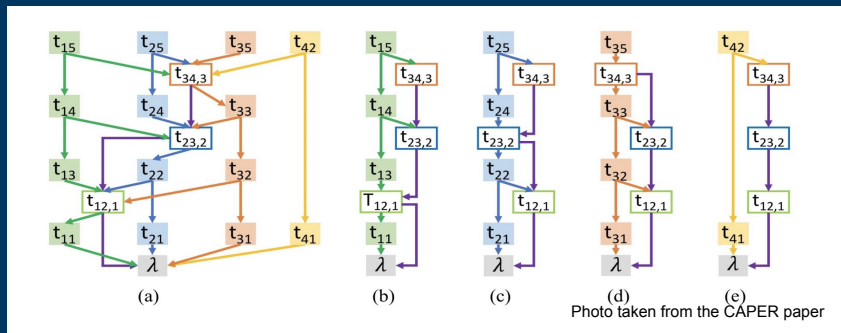 t15 t25 t35 t42 t15 t25 t35 t42
t34,3 t34,3 t34,3 t34,3 t34,3
t14 t24 t33 t14 t24 t33
t23,2 t23,2 t23,2 t23,2 t23,2
t13 t22 t32 t13 t22 t32
t12,1 T12,1 t12,1 t12,1 t12,1
t11 t21 t31 t41 t11 t21 t31 t41
λ λ λ λ λ
(a) (b) (c) (d) (e)
Photo taken from the CAPER paper